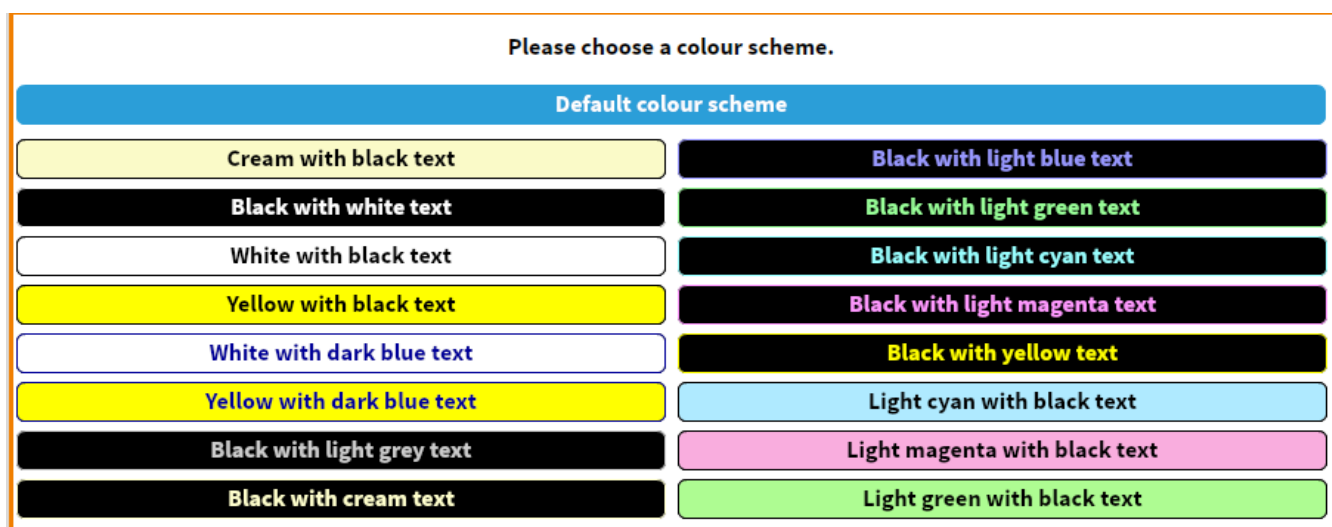 Please choose a colour scheme.
Default colour scheme
Cream with black text
Black with white text
White with black text
Yellow with black text
White with dark blue text
Yellow with dark blue text
Black with light grey text
Black with cream text
Black with light blue text
Black with light green text
Black with light cyan text
Black with light magenta text
Black with yellow text
Light cyan with black text
Light magenta with black text
Light green with black text